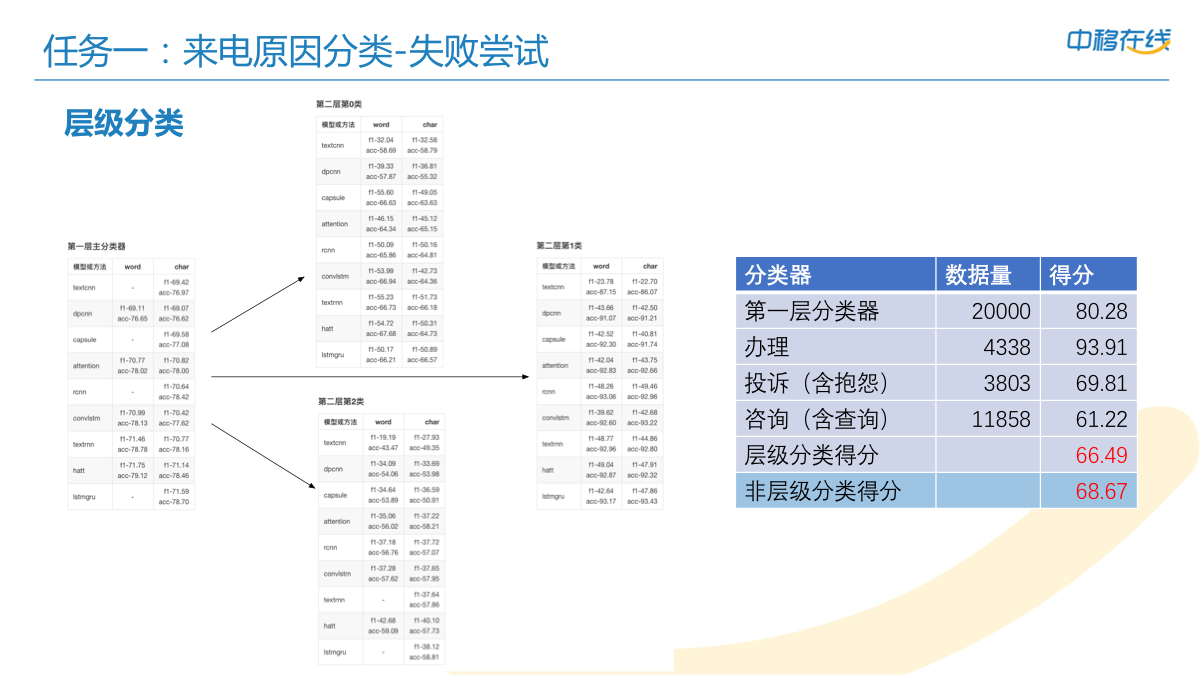 任务一：来电原因分类-失败尝试
中移在线
层级分类
第一层主分类器
模型或方法 word char
textcnn - f1-69.42 acc-76.97
dpcnn f1-69.11 acc-76.65 f1-69.07 acc-76.62
capsule - f1-69.58 acc-77.08
attention f1-70.77 acc-78.02 f1-70.82 acc-78.00
rcnn - f1-70.64 acc-78.42
convlstm f1-70.99 acc-78.13 f1-70.42 acc-77.62
textrnn f1-71.46 acc-78.78 f1-70.77 acc-78.16
hatt f1-71.75 acc-79.12 f1-71.14 acc-78.46
lstmgru - f1-71.59 acc-78.70
第二层第0类
模型或方法 word char
textcnn f1-32.04 acc-58.69 f1-32.58 acc-58.79
dpcnn f1-39.33 acc-57.87 f1-36.81 acc-55.32
capsule f1-55.60 acc-66.63 f1-49.05 acc-63.63
attention f1-46.15 acc-64.34 f1-45.12 acc-65.15
rcnn f1-50.09 acc-65.86 f1-50.16 acc-64.81
convlstm f1-53.99 acc-66.94 f1-42.73 acc-64.36
textrnn f1-55.23 acc-66.73 f1-51.73 acc-66.18
hatt f1-54.72 acc-67.68 f1-50.31 acc-64.73
lstmgru f1-50.17 acc-66.21 f1-50.89 acc-66.57
第二层第2类
模型或方法 word char
textcnn f1-19.19 acc-43.47 f1-27.93 acc-49.35
dpcnn f1-34.09 acc-54.06 f1-33.69 acc-53.98
capsule f1-34.64 acc-53.89 f1-36.59 acc-50.91
attention f1-35.06 acc-56.02 f1-37.22 acc-58.21
rcnn f1-37.18 acc-56.76 f1-37.72 acc-57.07
convlstm f1-37.28 acc-57.62 f1-37.65 acc-57.95
textrnn - f1-37.64 acc-57.86
hatt f1-42.68 acc-59.09 f1-40.10 acc-57.73
lstmgru - f1-38.12 acc-58.81
第二层第1类
模型或方法 word char
textcnn f1-23.78 acc-87.15 f1-22.70 acc-86.07
dpcnn f1-43.66 acc-91.07 f1-42.50 acc-91.21
capsule f1-42.52 acc-92.30 f1-40.81 acc-91.74
attention f1-42.04 acc-92.83 f1-43.75 acc-92.66
rcnn f1-48.26 acc-93.06 f1-49.46 acc-92.96
convlstm f1-39.62 acc-92.60 f1-42.68 acc-93.22
textrnn f1-48.77 acc-92.96 f1-44.86 acc-92.80
hatt f1-49.04 acc-92.87 f1-47.91 acc-92.32
lstmgru f1-42.64 acc-93.17 f1-47.86 acc-93.43
分类器 数据量 得分
第一层分类器 20000 80.28
办理 4338 93.91
投诉（含抱怨） 3803 69.81
咨询（含查询） 11858 61.22
层级分类得分 66.49
非层级分类得分 68.67